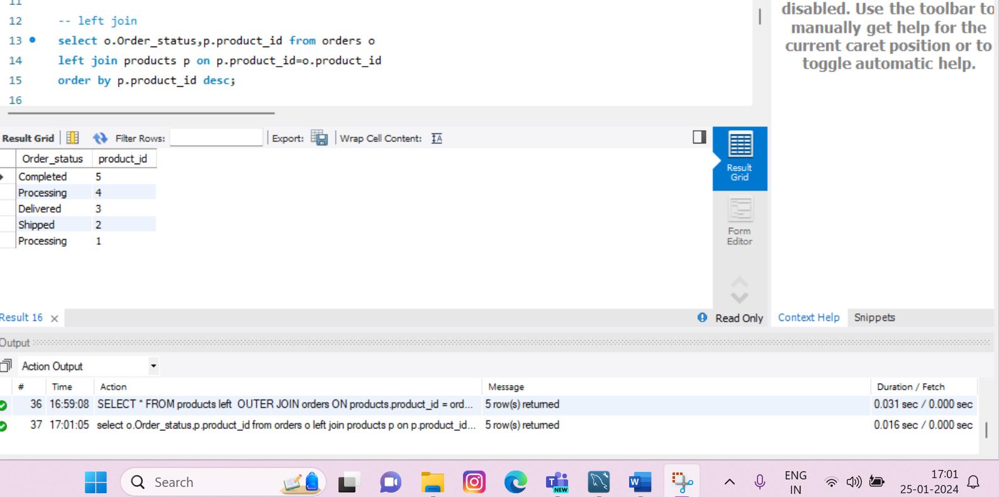 11
12 -- left join
13 select o.Order_status,p.product_id from orders o
14 left join products p on p.product_id=o.product_id
15 order by p.product_id desc;
16
disabled. Use the toolbar to
manually get help for the
current caret position or to
toggle automatic help.
Result Grid Filter Rows: Export: Wrap Cell Content: IA
Order_status product_id
Completed 5
Processing 4
Delivered 3
Shipped 2
Processing 1
Result
Grid
Form
Editor
Result 16 × Read Only Context Help Snippets
Output
Action Output
# Time Action Message Duration / Fetch
36 16:59:08 SELECT * FROM products left OUTER JOIN orders ON products.product_id = ord... 5 row(s) returned 0.031 sec / 0.000 sec
37 17:01:05 select o.Order_status,p.product_id from orders o left join products p on p.product_id... 5 row(s) returned 0.016 sec / 0.000 sec
Search T NEW W ENG 17:01
IN 25-01-2024